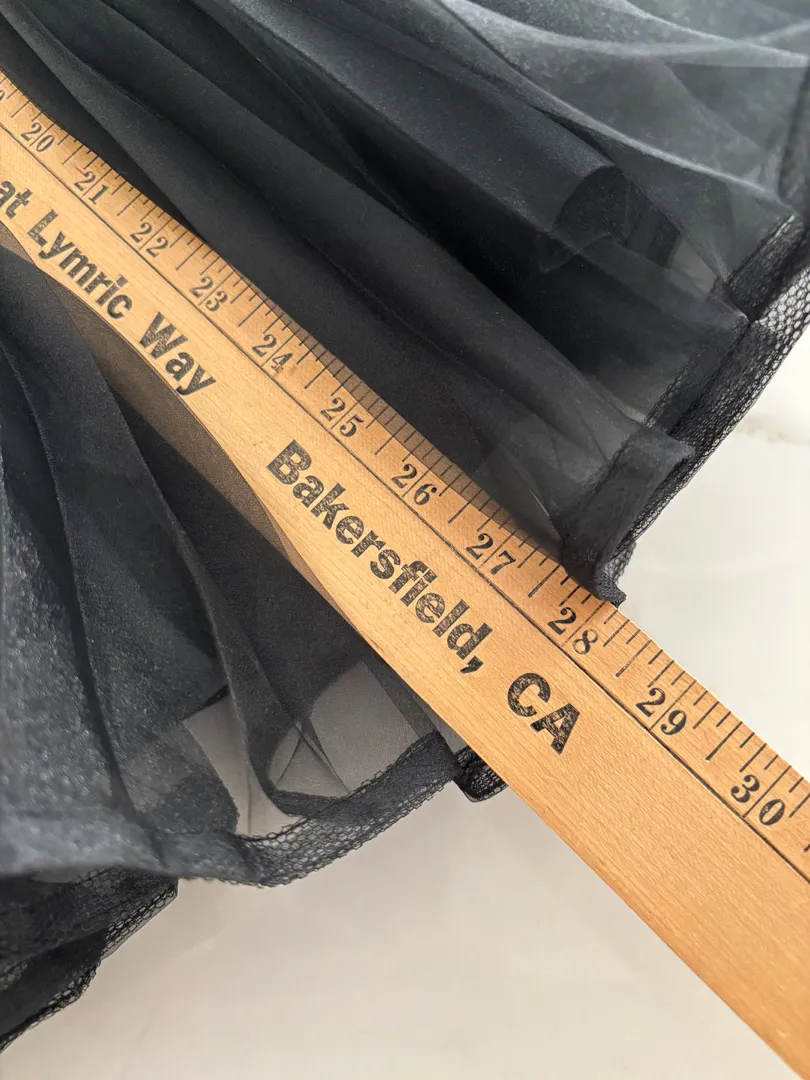 20 21 22 23 24 25 26 27 28 29 30
at Lymric Way Bakersfield, CA